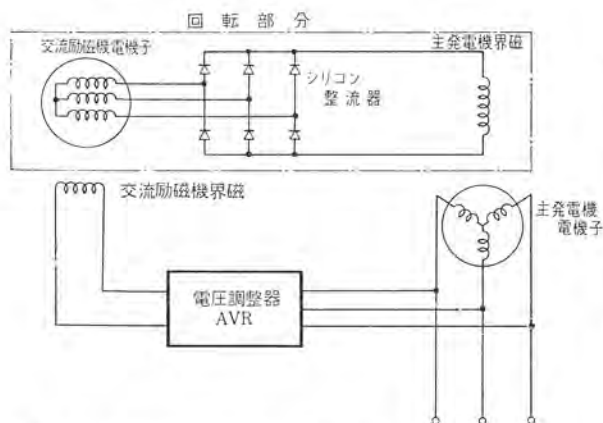 回転部分
交流励磁機電機子
主発電機界磁
シリコン
整流器
交流励磁機界磁
主発電機
電機子
電圧調整器
AVR